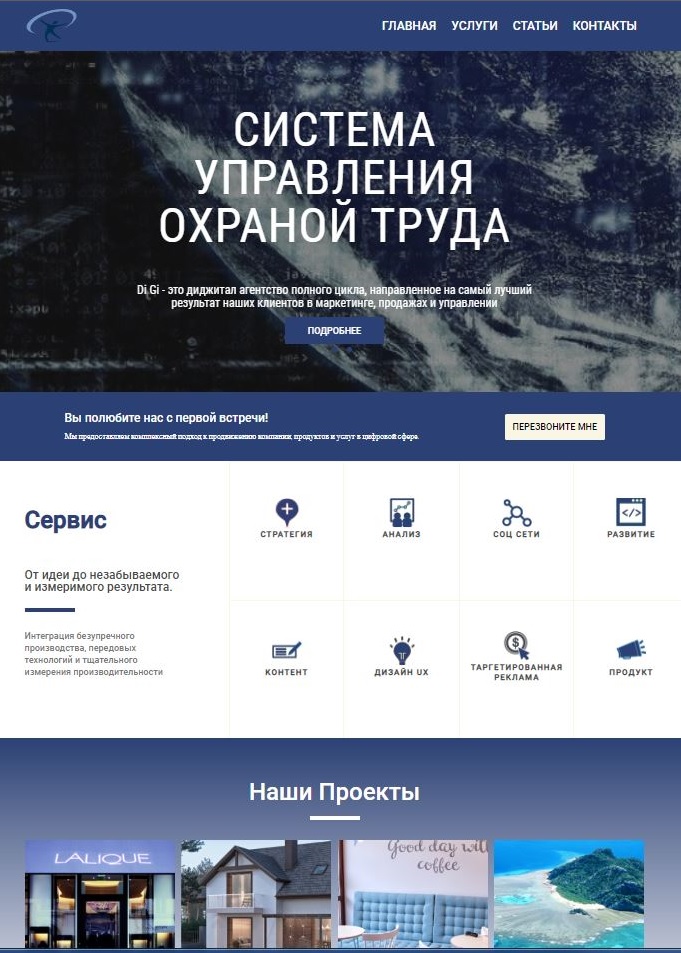 ГЛАВНАЯ УСЛУГИ СТАТЬИ КОНТАКТЫ
СИСТЕМА
УПРАВЛЕНИЯ
ОХРАНОЙ ТРУДА
Di Gi - это диджитал агентство полного цикла, направленное на самый лучший
результат наших клиентов в маркетинге, продажах и управлении
ПОДРОБНЕЕ
Вы полюбите нас с первой встречи!
Мы предоставляем комплексный подход к продвижению компании, продуктов и услуг в цифровой сфере.
ПЕРЕЗВОНИТЕ МНЕ
Сервис
От идеи до незабываемого
и измеримого результата.
Интеграция безупречного
производства, передовых
технологий и тщательного
измерения производительности
СТРАТЕГИЯ
АНАЛИЗ
СОЦ СЕТИ
РАЗВИТИЕ
КОНТЕНТ
ДИЗАЙН UX
ТАРГЕТИРОВАННАЯ
РЕКЛАМА
ПРОДУКТ
Наши Проекты
LALIQUE
Good day will
coffee